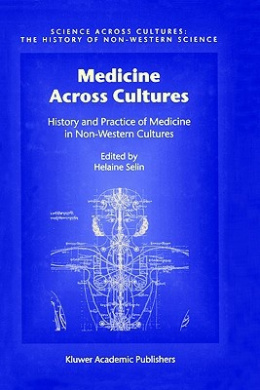 SCIENCE ACROSS CULTURES:
THE HISTORY OF NON-WESTERN SCIENCE
Medicine
Across Cultures
History and Practice of Medicine
in Non-Western Cultures
Edited by
Helaine Selin
Kluwer Academic Publishers